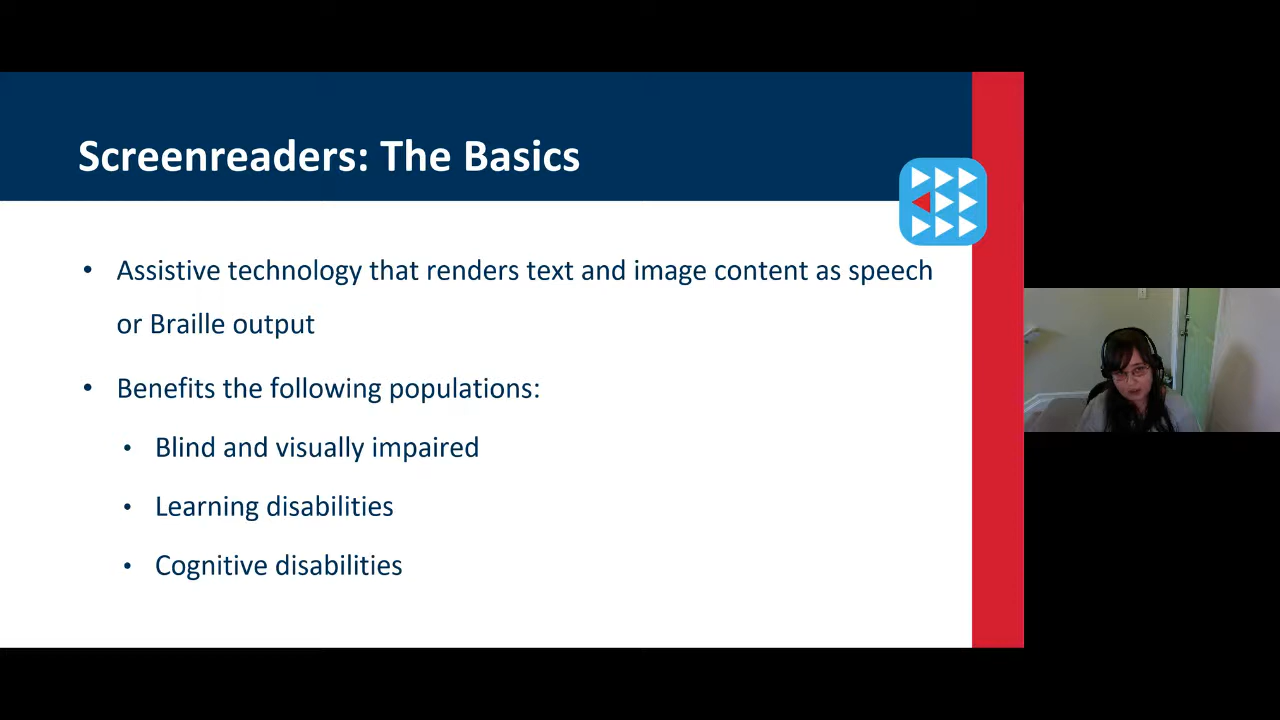 Screenreaders: The Basics
• Assistive technology that renders text and image content as speech
or Braille output
• Benefits the following populations:
• Blind and visually impaired
• Learning disabilities
• Cognitive disabilities